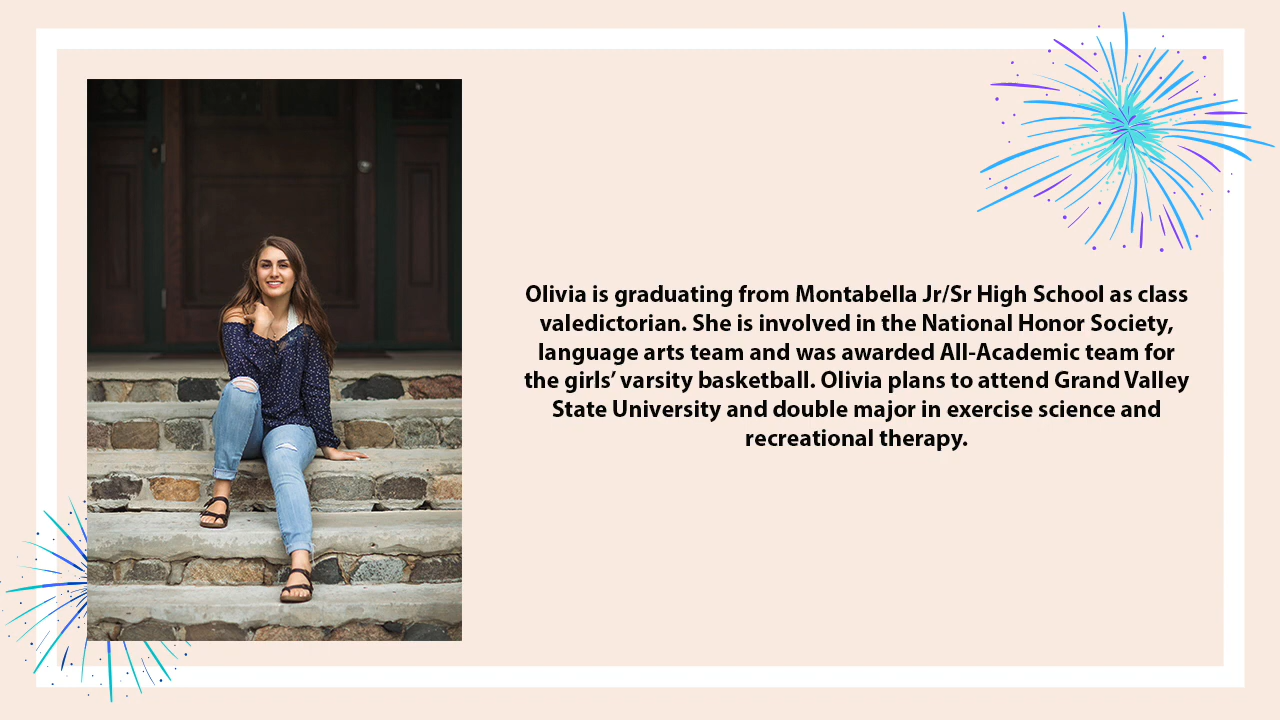 Olivia is graduating from Montabella Jr/Sr High School as class
valedictorian. She is involved in the National Honor Society,
language arts team and was awarded All-Academic team for
the girls’ varsity basketball. Olivia plans to attend Grand Valley
State University and double major in exercise science and
recreational therapy.